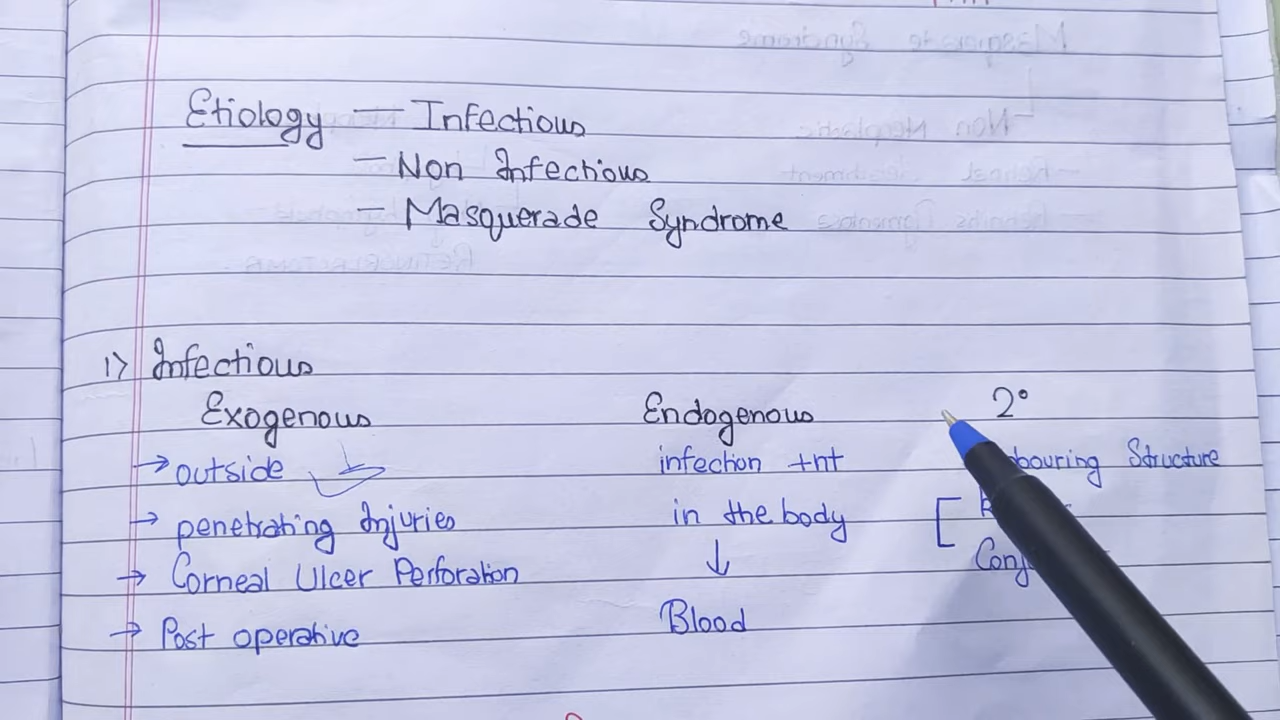 Etiology — Infectious
— Non Infectious
— Masquerade Syndrome
1) Infectious
Exogenous
→ outside
→ penetrating Injuries
→ Corneal Ulcer Perforation
→ Post operative
Endogenous
infection +nt
in the body
↓
Blood
2°
Structure